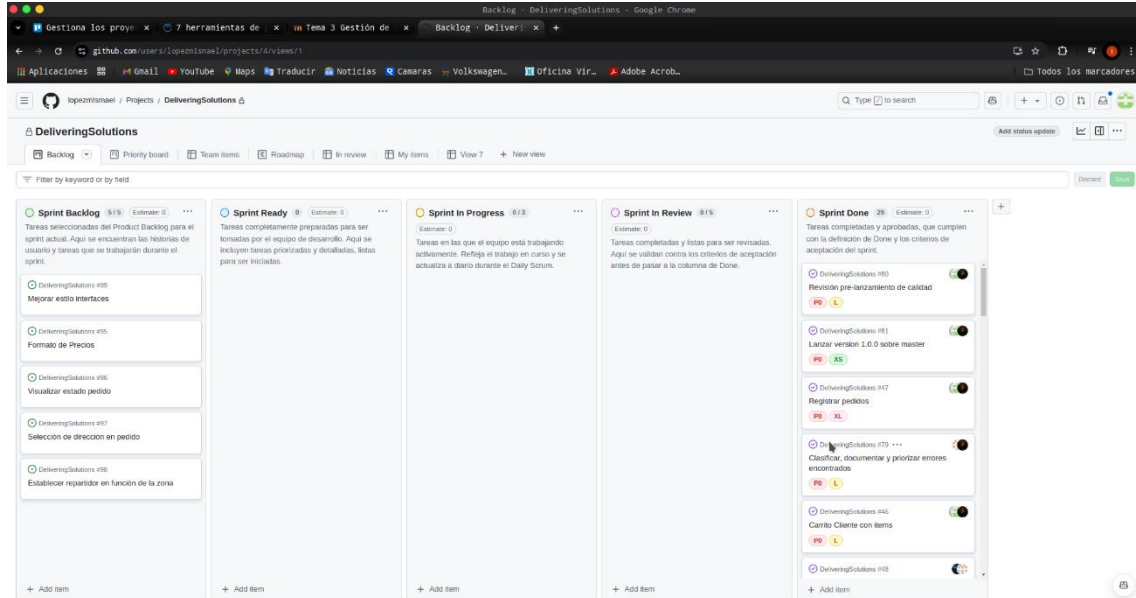 Backlog · DeliveringSolutions - Google Chrome
Gestiona los proye × 7 herramientas de × Tema 3 Gestión de × Backlog · Deliveri × +
github.com/users/lopezmismael/projects/4/views/1
Aplicaciones Gmail YouTube Maps Traducir Noticias Camaras Volkswagen… Oficina Vir… Adobe Acrob… Todos los marcadores
lopezmismael / Projects / DeliveringSolutions Type / to search
DeliveringSolutions Add status update
Backlog Priority board Team items Roadmap In review My items View 7 + New view
Filter by keyword or by field Discard Save
Sprint Backlog 5/5 Estimate: 0
Tareas seleccionadas del Product Backlog para el
sprint actual. Aquí se encuentran las historias de
usuario y tareas que se trabajarán durante el
sprint.
DeliveringSolutions #99
Mejorar estilo interfaces
DeliveringSolutions #95
Formato de Precios
DeliveringSolutions #96
Visualizar estado pedido
DeliveringSolutions #97
Selección de dirección en pedido
DeliveringSolutions #98
Establecer repartidor en función de la zona
+ Add item
Sprint Ready 0 Estimate: 0
Tareas completamente preparadas para ser
tomadas por el equipo de desarrollo. Aquí se
incluyen tareas priorizadas y detalladas, listas
para ser iniciadas.
+ Add item
Sprint In Progress 0/3
Estimate: 0
Tareas en las que el equipo está trabajando
activamente. Refleja el trabajo en curso y se
actualiza a diario durante el Daily Scrum.
+ Add item
Sprint In Review 0/5
Estimate: 0
Tareas completadas y listas para ser revisadas.
Aquí se validan contra los criterios de aceptación
antes de pasar a la columna de Done.
+ Add item
Sprint Done 29 Estimate: 0
Tareas completadas y aprobadas, que cumplen
con la definición de Done y los criterios de
aceptación del sprint.
DeliveringSolutions #80
Revisión pre-lanzamiento de calidad
P0 L
DeliveringSolutions #81
Lanzar version 1.0.0 sobre master
P0 XS
DeliveringSolutions #47
Registrar pedidos
P0 XL
DeliveringSolutions #79
Clasificar, documentar y priorizar errores
encontrados
P0 L
DeliveringSolutions #46
Carrito Cliente con items
P0 L
DeliveringSolutions #48
+ Add item